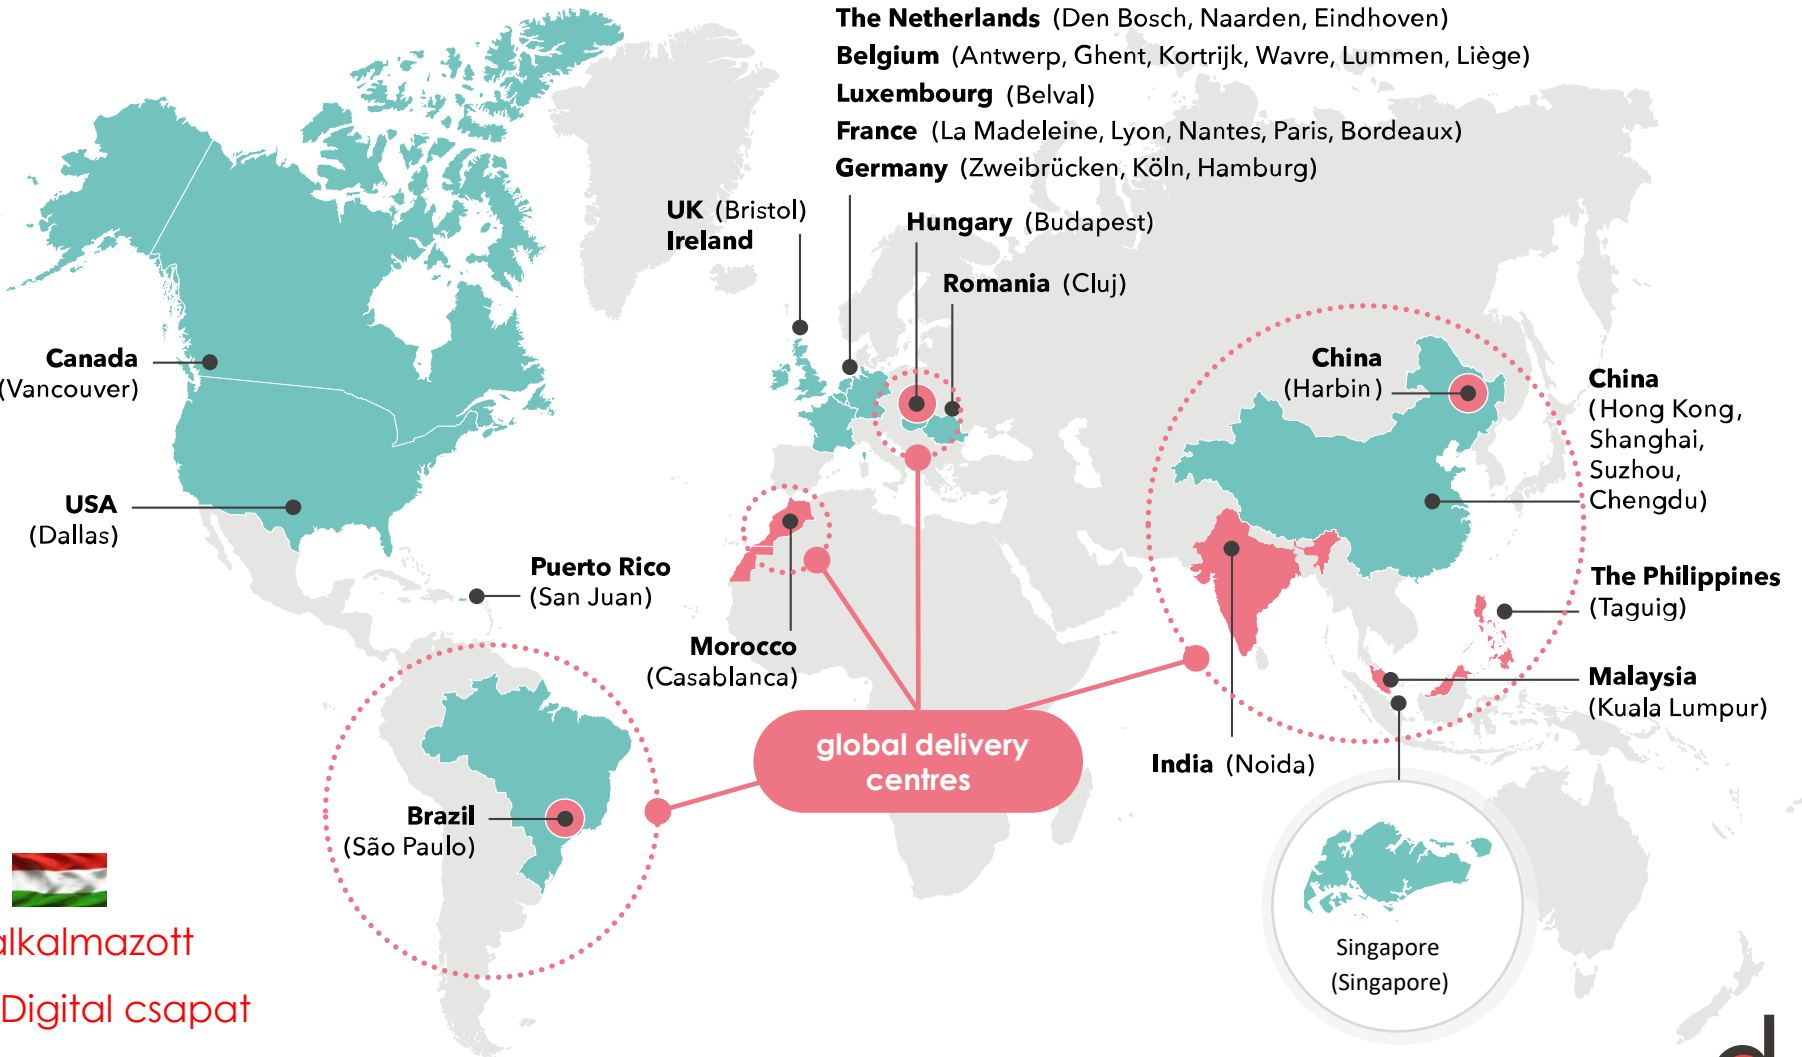 The Netherlands (Den Bosch, Naarden, Eindhoven)
Belgium (Antwerp, Ghent, Kortrijk, Wavre, Lummen, Liège)
Luxembourg (Belval)
France (La Madeleine, Lyon, Nantes, Paris, Bordeaux)
Germany (Zweibrücken, Köln, Hamburg)
UK (Bristol)
Ireland
Hungary (Budapest)
Romania (Cluj)
Canada
(Vancouver)
USA
(Dallas)
Puerto Rico
(San Juan)
Morocco
(Casablanca)
China
(Harbin)
China
(Hong Kong,
Shanghai,
Suzhou,
Chengdu)
The Philippines
(Taguig)
Malaysia
(Kuala Lumpur)
India (Noida)
global delivery
centres
Brazil
(São Paulo)
Singapore
(Singapore)
alkalmazott
Digital csapat